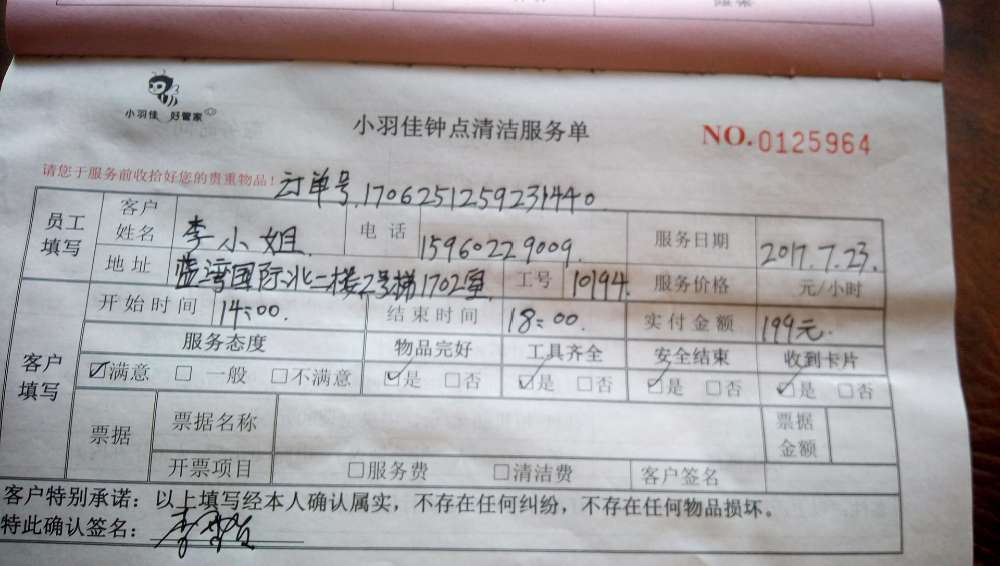 小羽佳 好管家
小羽佳钟点清洁服务单
NO.0125964
请您于服务前收拾好您的贵重物品！
订单号.1706251259231440
员工填写
客户姓名 李小姐 电话 15960229009. 服务日期 2017.7.23.
地址 蓝湾国际北二楼2号梯1702室 工号 10194. 服务价格 元/小时
客户填写
开始时间 14:00. 结束时间 18:00. 实付金额 199元.
服务态度 物品完好 工具齐全 安全结束 收到卡片
☑满意 □一般 □不满意 ☑是 □否 ☑是 □否 ☑是 □否 ☑是 □否
票据 票据名称 票据金额
开票项目 □服务费 □清洁费 客户签名
客户特别承诺：以上填写经本人确认属实，不存在任何纠纷，不存在任何物品损坏。
特此确认签名：